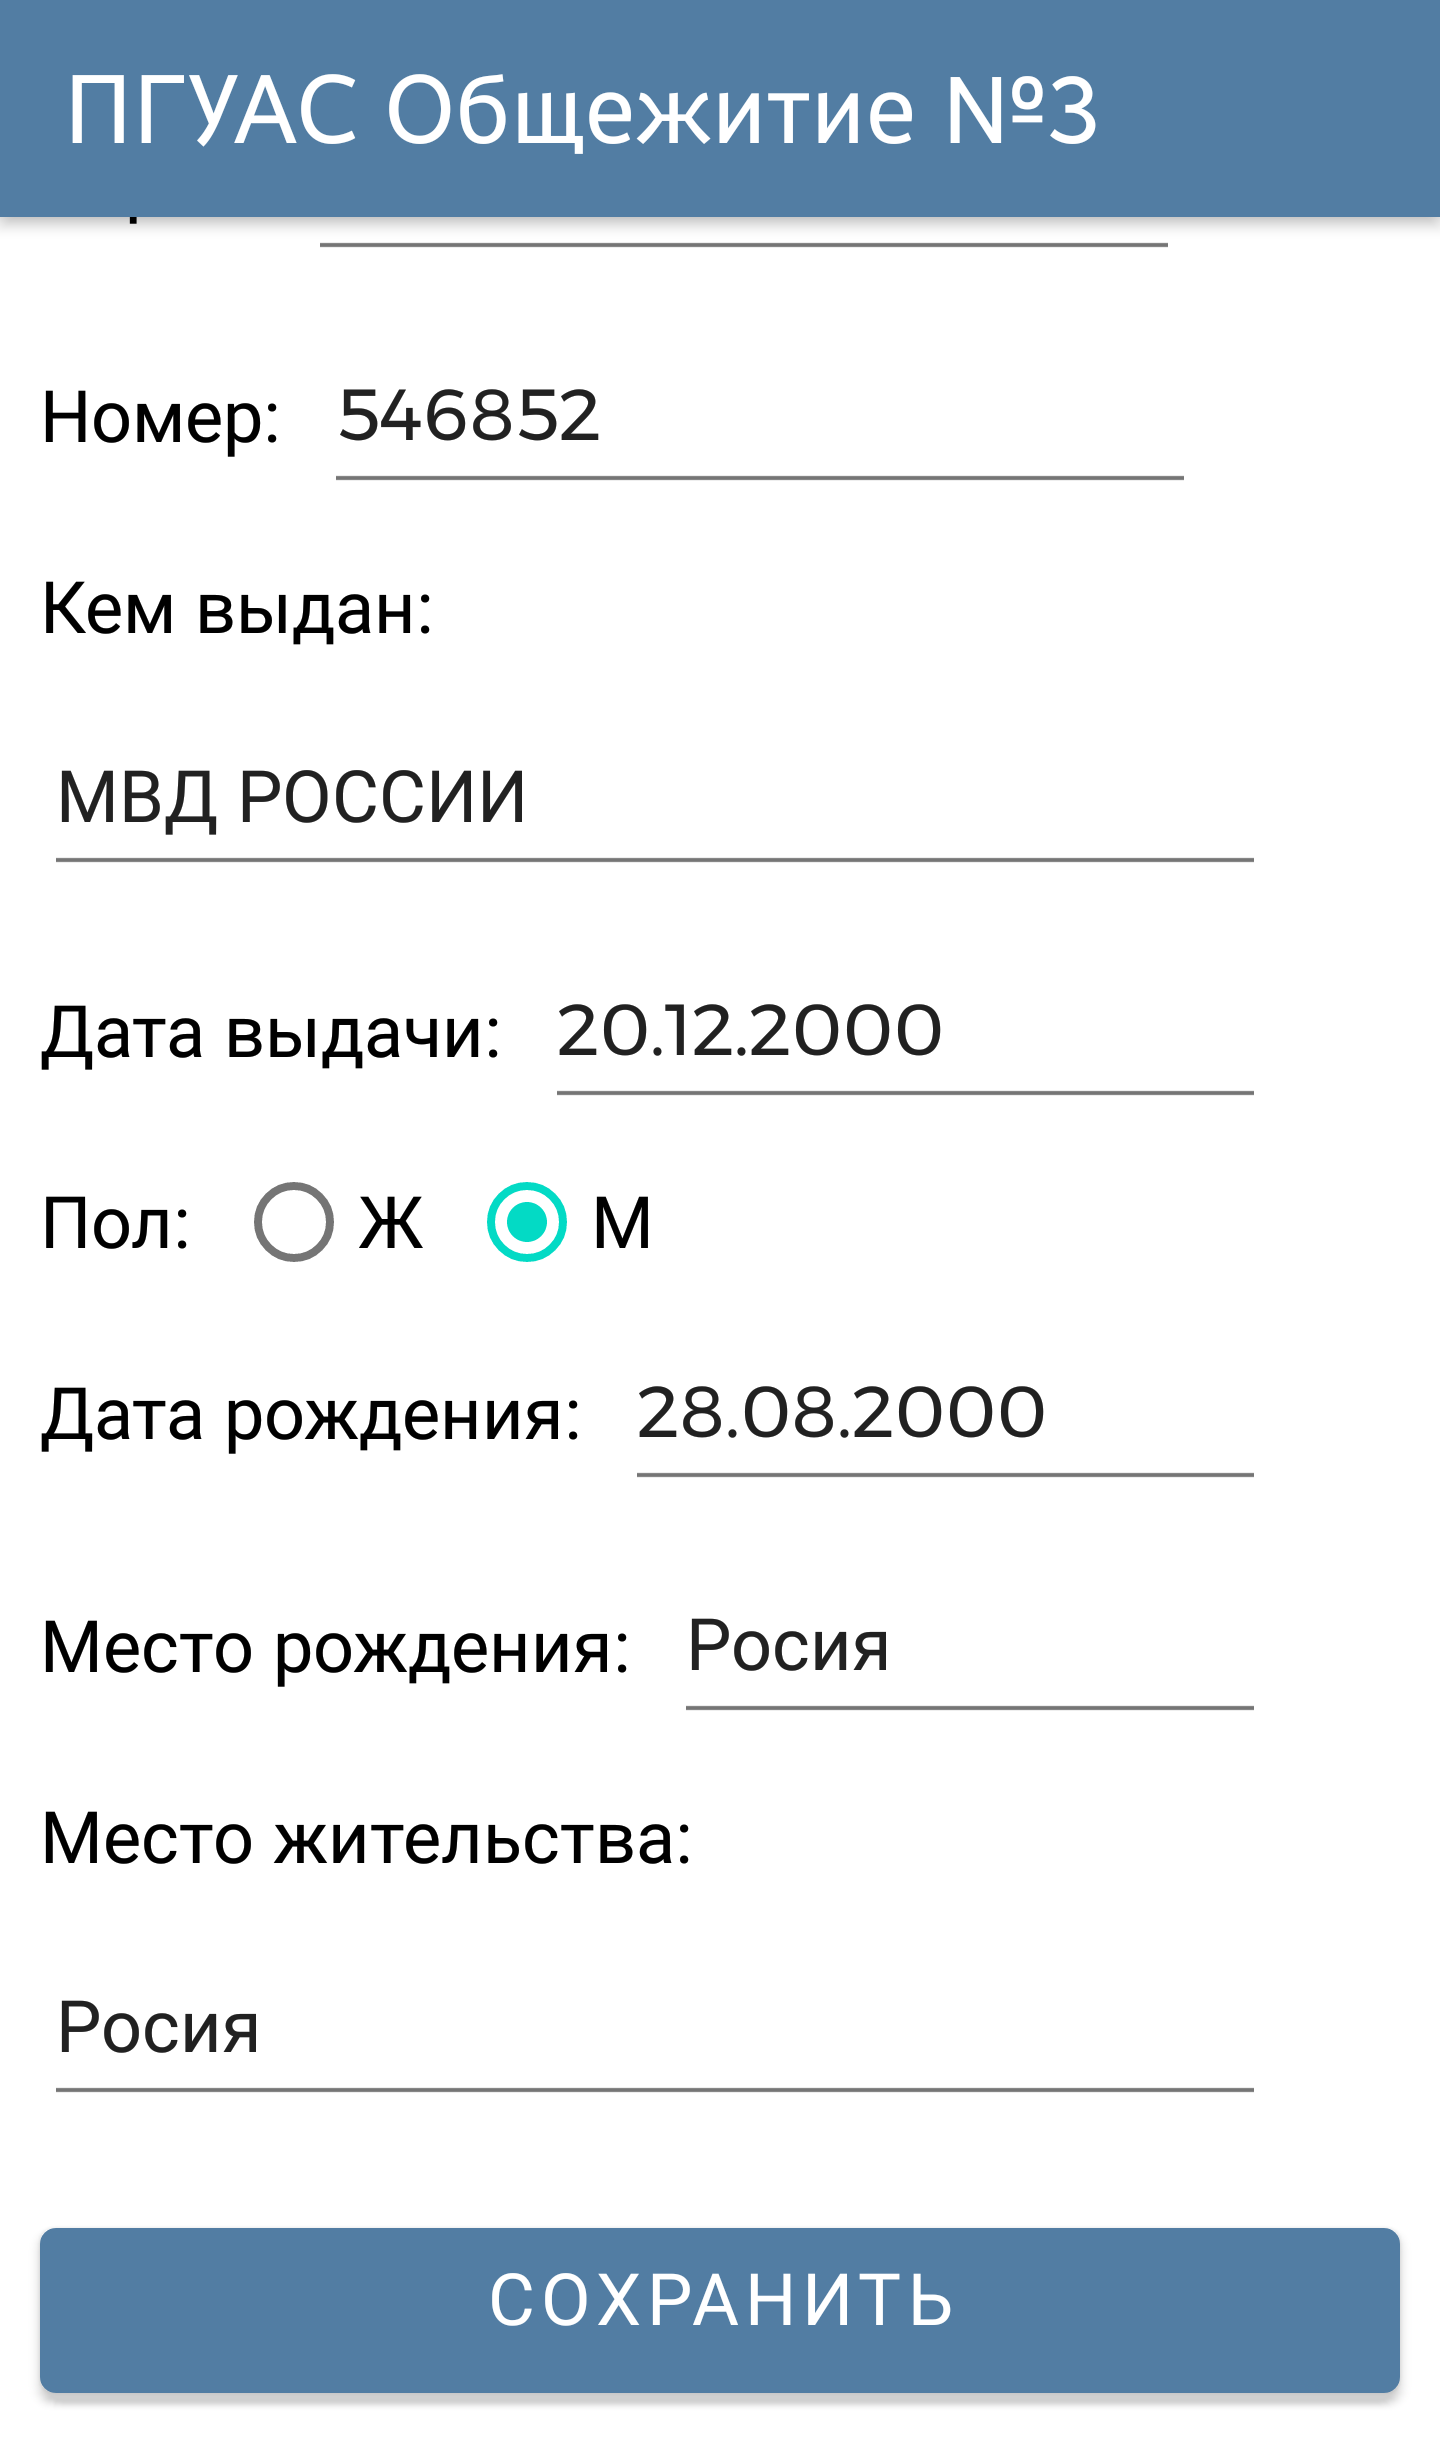 ПГУАС Общежитие №3
Номер: 546852
Кем выдан:
МВД РОССИИ
Дата выдачи: 20.12.2000
Пол: Ж М
Дата рождения: 28.08.2000
Место рождения: Росия
Место жительства:
Росия
СОХРАНИТЬ